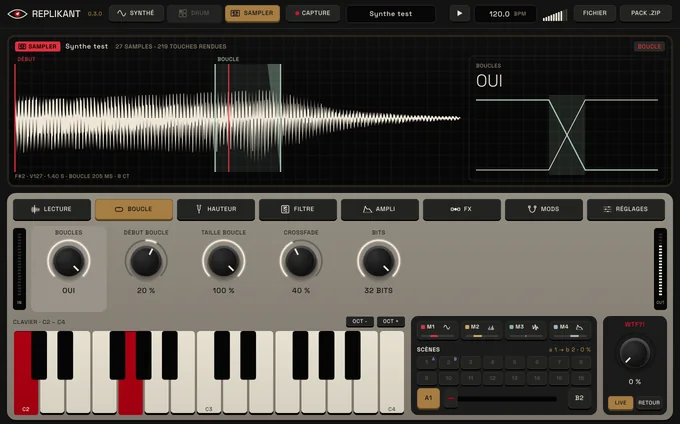 REPLIKANT 0.3.0 SYNTHÉ DRUM SAMPLER CAPTURE Synthe test 120.0 BPM FICHIER PACK .ZIP
SAMPLER Synthe test 27 SAMPLES · 219 TOUCHES RENDUES BOUCLE
DÉBUT BOUCLE
BOUCLES
OUI
F#2 · V127 · 1.40 S · BOUCLE 205 MS · 8 CT
LECTURE BOUCLE HAUTEUR FILTRE AMPLI FX MODS RÉGLAGES
BOUCLES DÉBUT BOUCLE TAILLE BOUCLE CROSSFADE BITS
OUI 20 % 100 % 40 % 32 BITS
IN OUT
CLAVIER · C2 – C4 OCT - OCT +
M1 M2 M3 M4
WTF?!
SCÈNES a 1 → b 2 · 0 %
1 2 3 4 5 6 7 8
9 10 11 12 13 14 15 16
0 %
A1 B2
LIVE RETOUR
C2 C3 C4